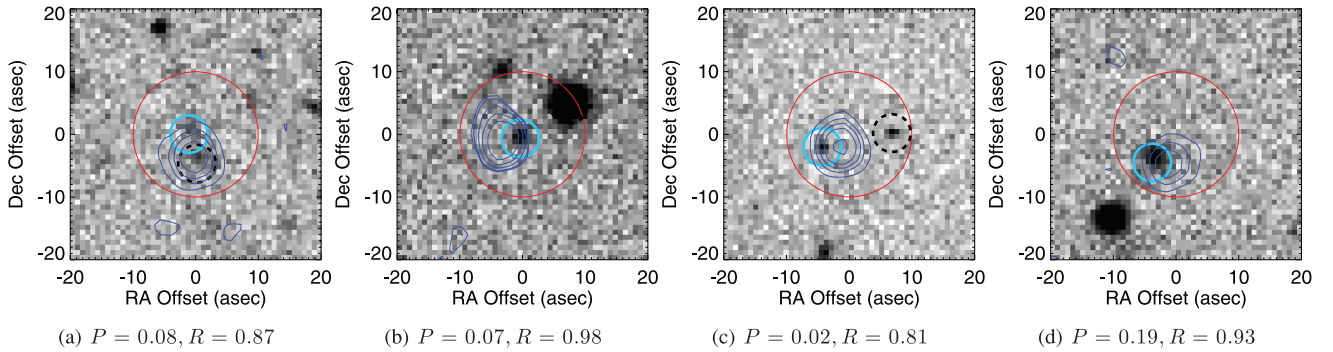 20
10
0
-10
-20
-20 -10 0 10 20
Dec Offset (asec)
RA Offset (asec)
(a) P = 0.08, R = 0.87
20
10
0
-10
-20
-20 -10 0 10 20
Dec Offset (asec)
RA Offset (asec)
(b) P = 0.07, R = 0.98
20
10
0
-10
-20
-20 -10 0 10 20
Dec Offset (asec)
RA Offset (asec)
(c) P = 0.02, R = 0.81
20
10
0
-10
-20
-20 -10 0 10 20
Dec Offset (asec)
RA Offset (asec)
(d) P = 0.19, R = 0.93